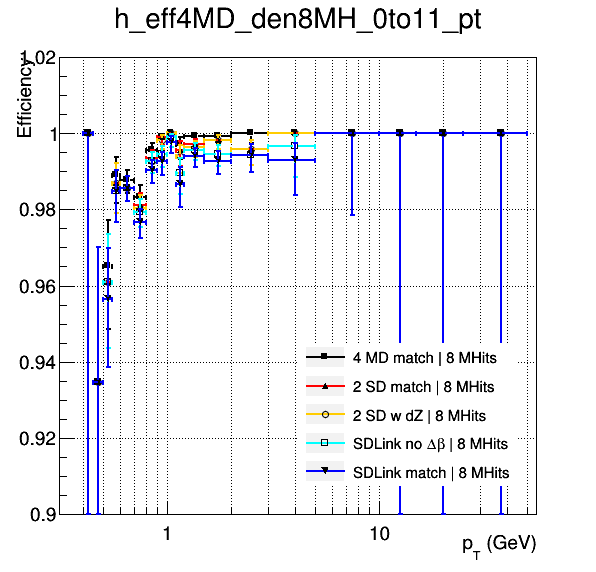 h_eff4MD_den8MH_0to11_pt
Efficiency
1.02
1
0.98
0.96
0.94
0.92
0.9
4 MD match | 8 MHits
2 SD match | 8 MHits
2 SD w dZ | 8 MHits
SDLink no Δβ | 8 MHits
SDLink match | 8 MHits
1
10
p_T (GeV)